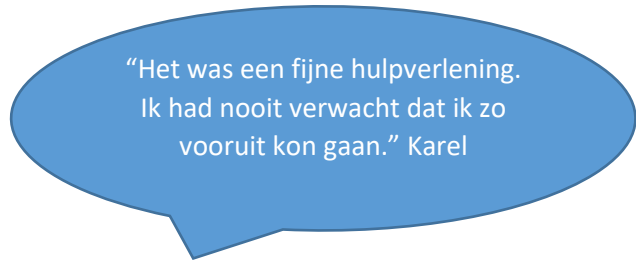 “Het was een fijne hulpverlening.
Ik had nooit verwacht dat ik zo
vooruit kon gaan.” Karel